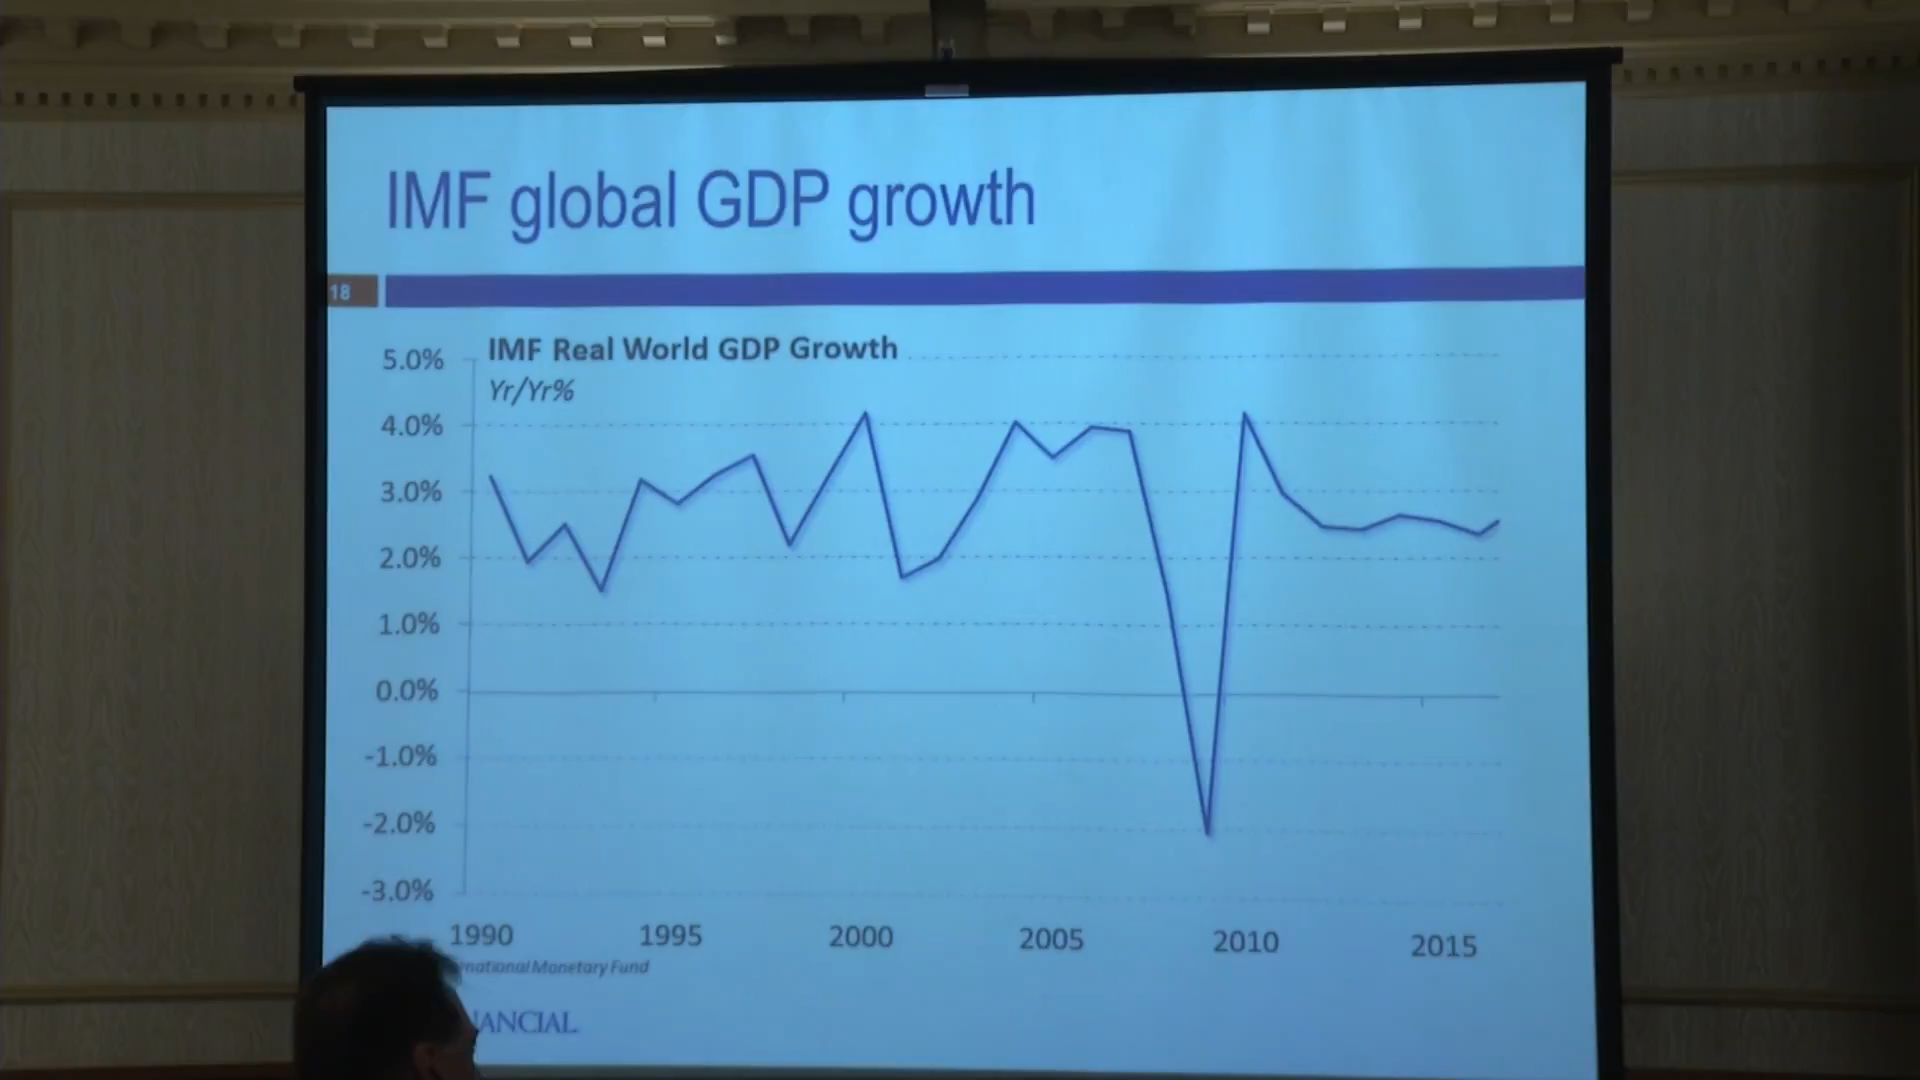 IMF global GDP growth
18
IMF Real World GDP Growth
Yr/Yr%
5.0%
4.0%
3.0%
2.0%
1.0%
0.0%
-1.0%
-2.0%
-3.0%
1990 1995 2000 2005 2010 2015
Monetary Fund